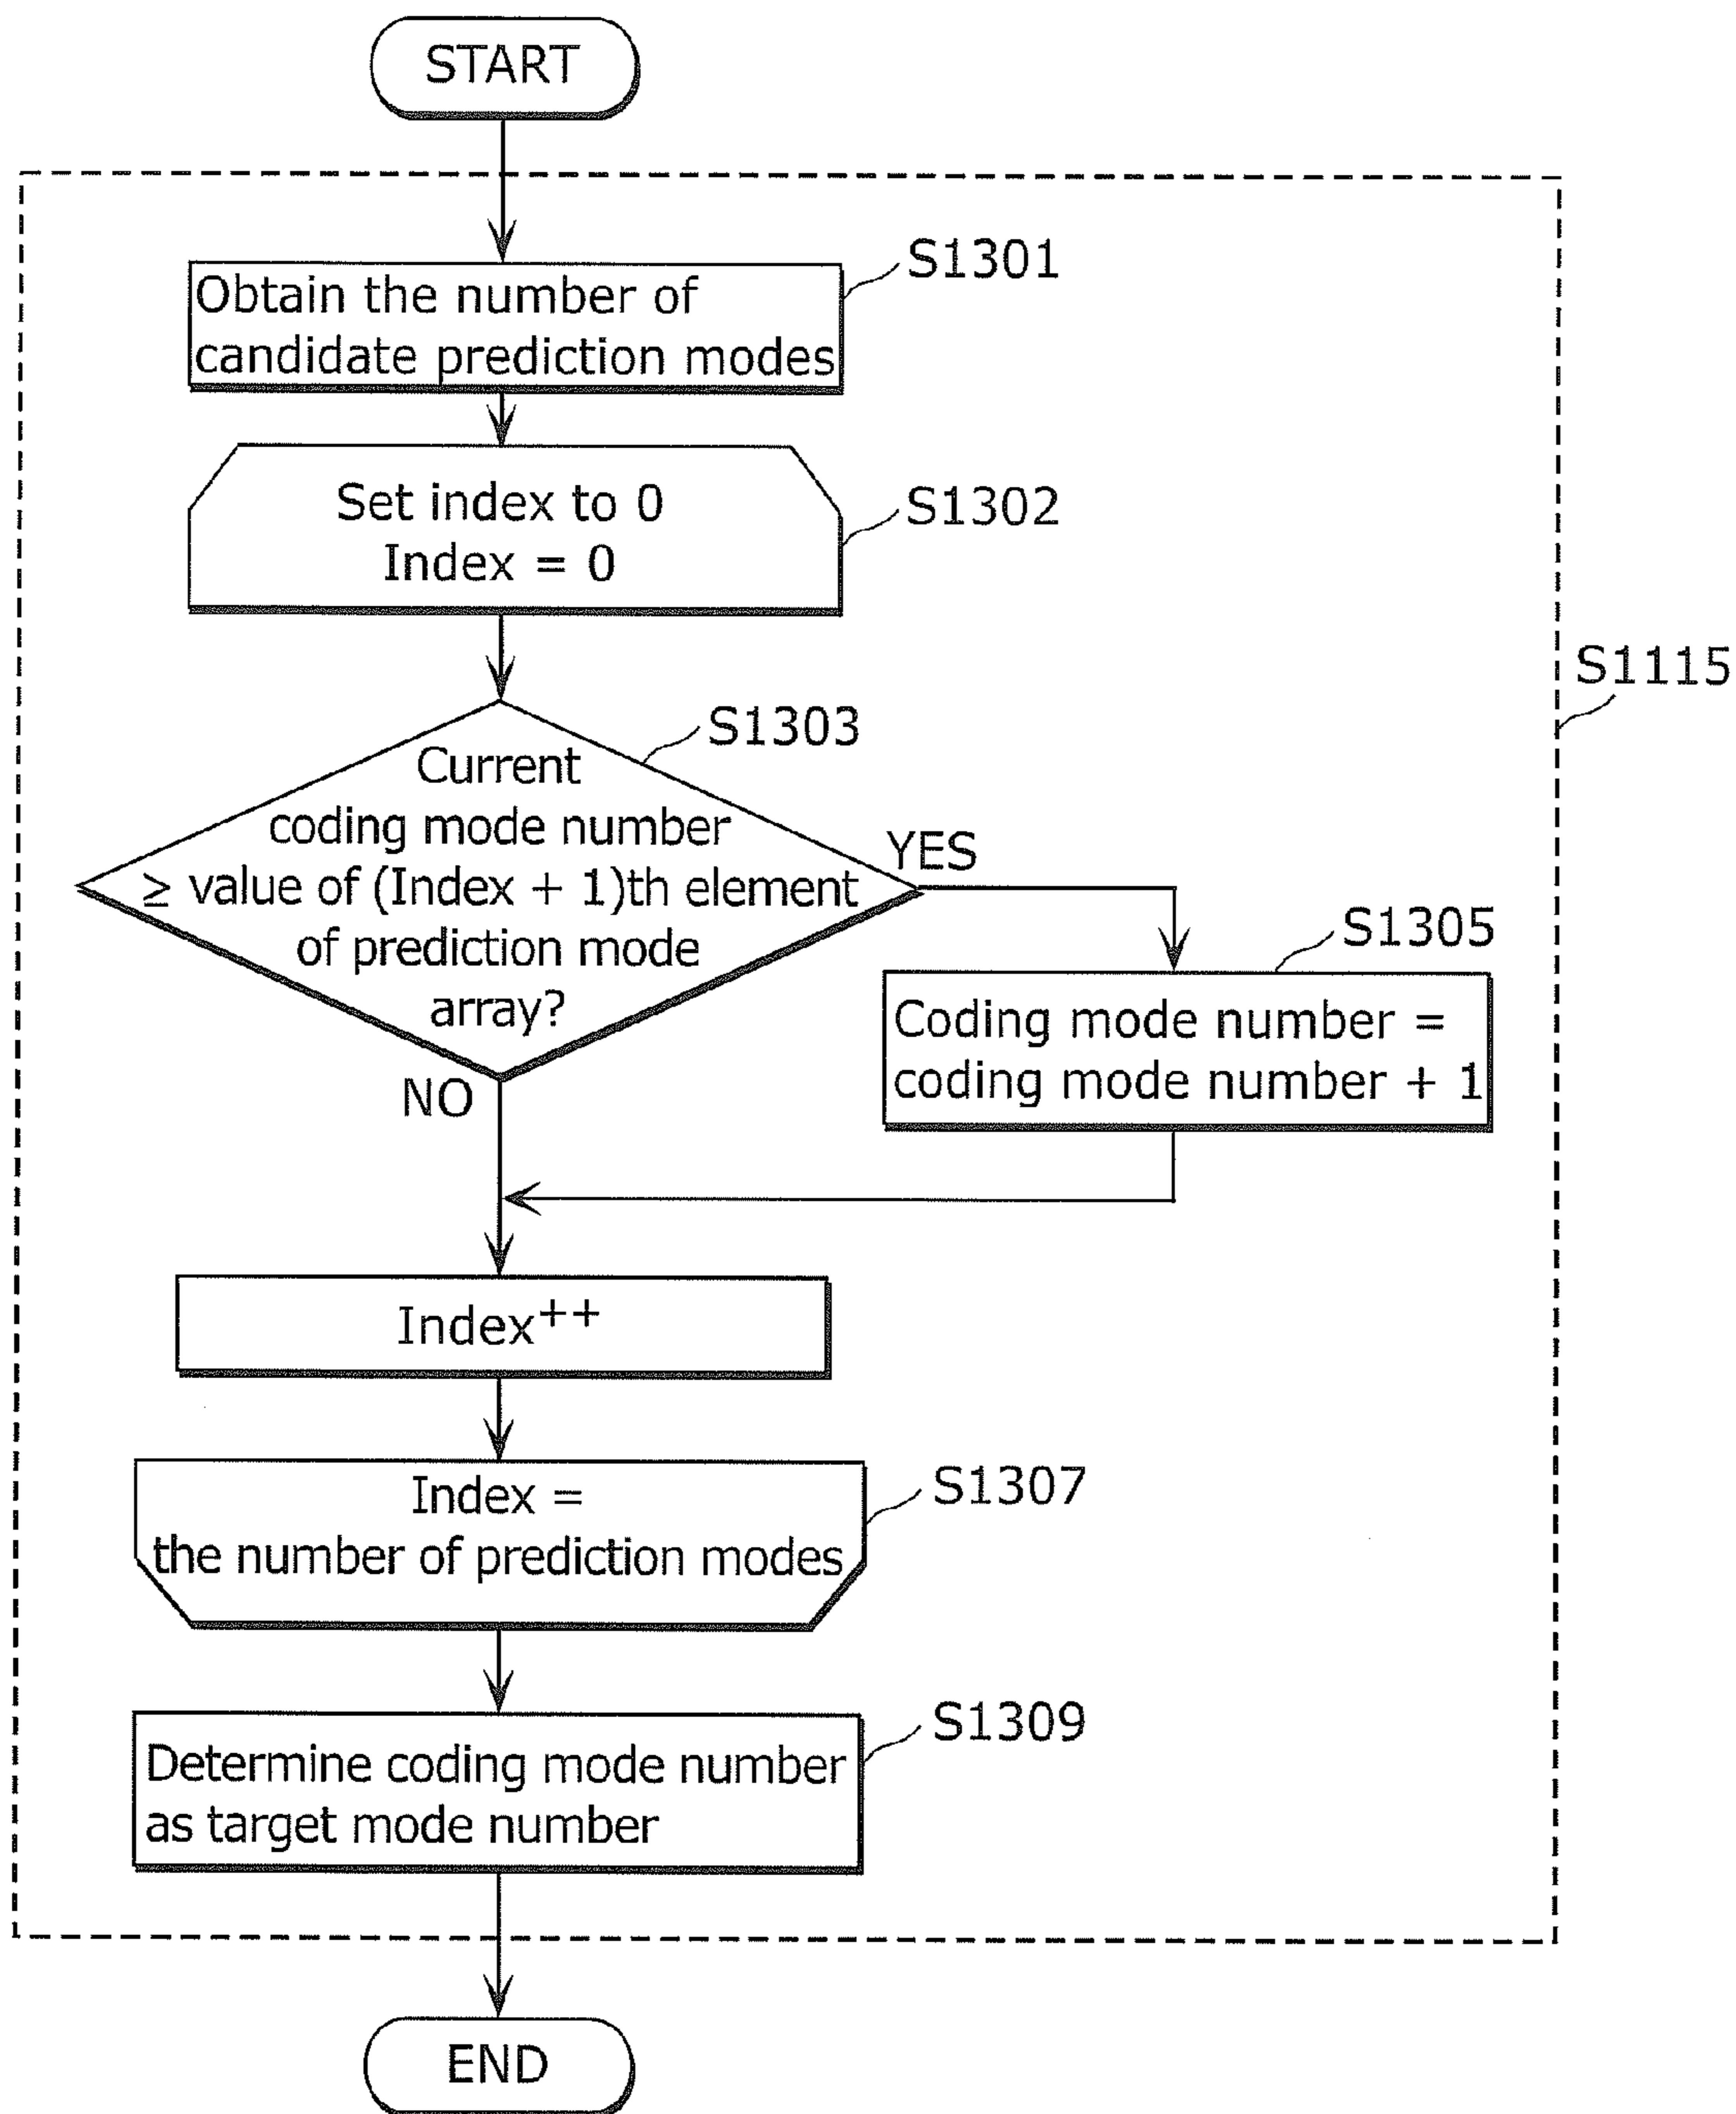 START
S1301
Obtain the number of
candidate prediction modes
Set index to 0
Index = 0
S1302
S1115
S1303
Current
coding mode number
≥ value of (Index + 1)th element
of prediction mode
array?
YES
NO
S1305
Coding mode number =
coding mode number + 1
Index++
S1307
Index =
the number of prediction modes
S1309
Determine coding mode number
as target mode number
END